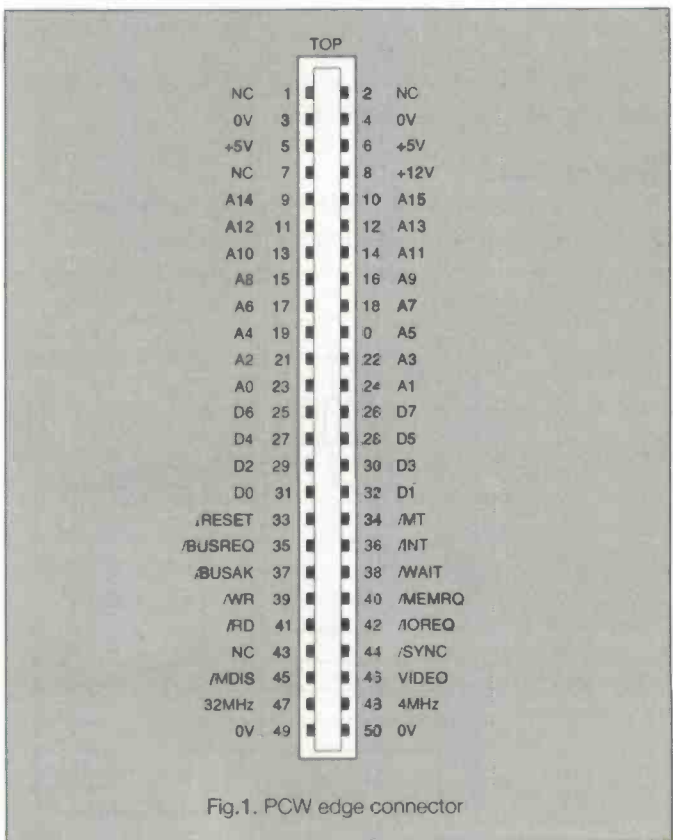 TOP
NC 1 2 NC
0V 3 4 0V
+5V 5 6 +5V
NC 7 8 +12V
A14 9 10 A15
A12 11 12 A13
A10 13 14 A11
A8 15 16 A9
A6 17 18 A7
A4 19 0 A5
A2 21 22 A3
A0 23 24 A1
D6 25 26 D7
D4 27 28 D5
D2 29 30 D3
D0 31 32 D1
/RESET 33 34 /MT
/BUSREQ 35 36 /INT
/BUSAK 37 38 /WAIT
/WR 39 40 /MEMRQ
/RD 41 42 /IOREQ
NC 43 44 /SYNC
/MDIS 45 46 VIDEO
32MHz 47 48 4MHz
0V 49 50 0V
Fig.1. PCW edge connector